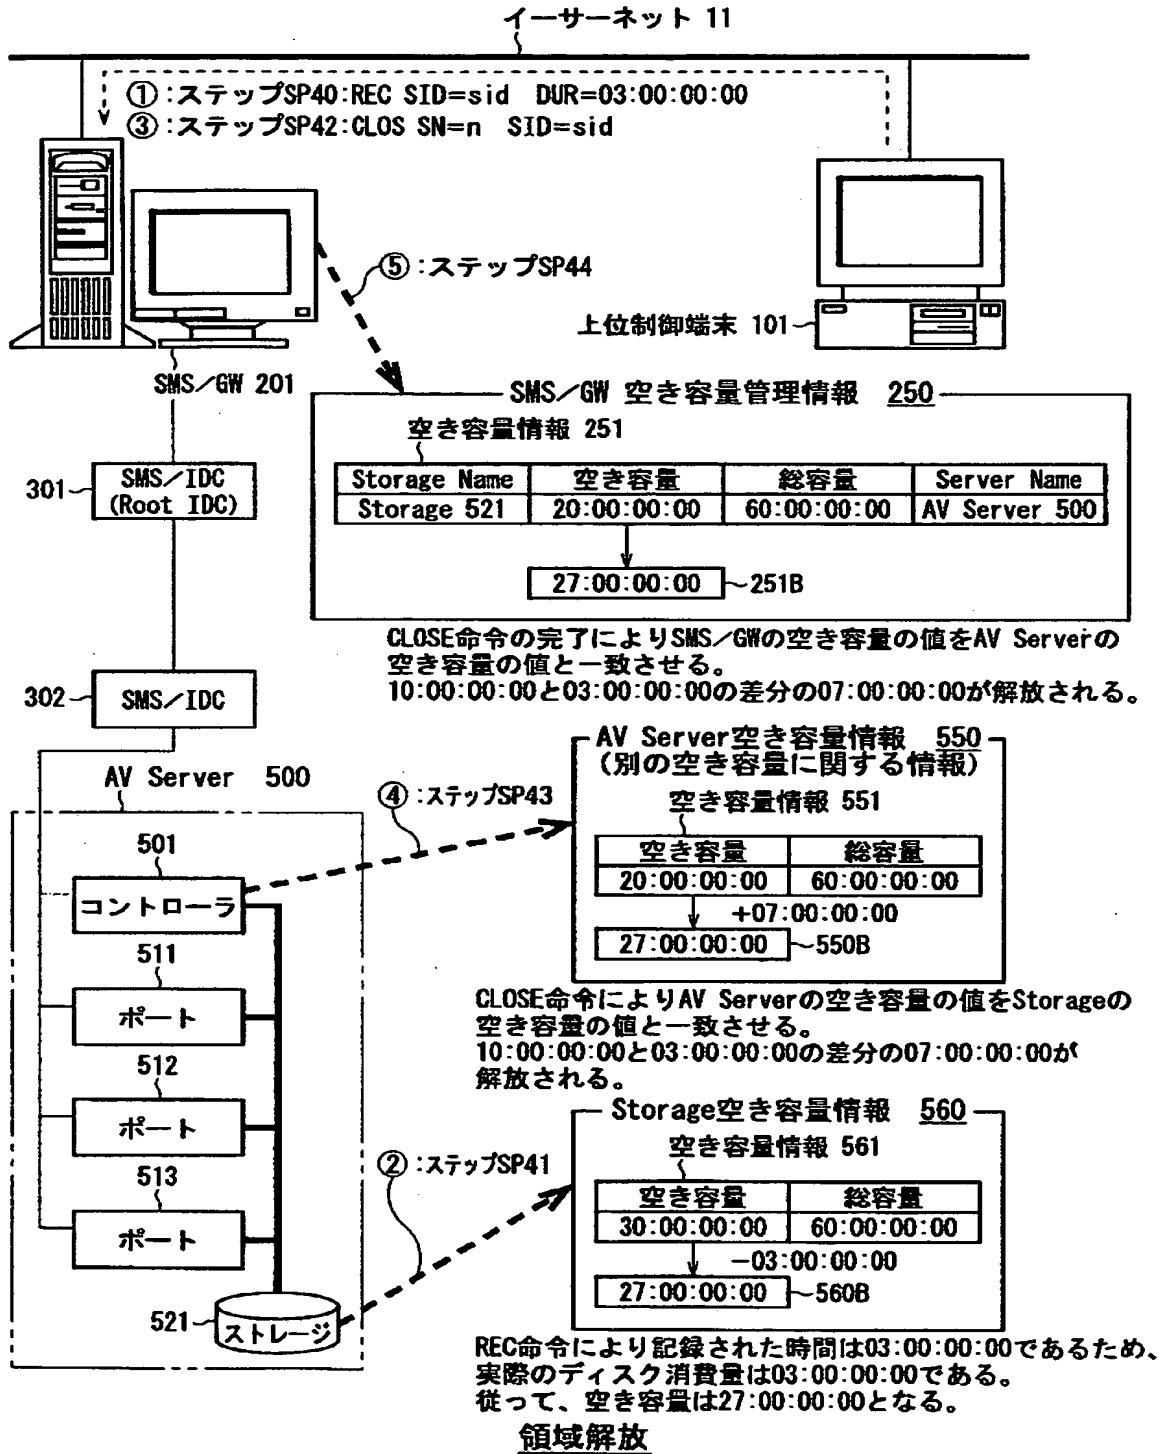 イーサーネット 11
①:ステップSP40:REC SID=sid DUR=03:00:00:00
③:ステップSP42:CLOS SN=n SID=sid
⑤:ステップSP44
上位制御端末 101
SMS/GW 201
SMS/GW 空き容量管理情報 250
空き容量情報 251
Storage Name 空き容量 総容量 Server Name
Storage 521 20:00:00:00 60:00:00:00 AV Server 500
27:00:00:00 251B
301 SMS/IDC
(Root IDC)
CLOSE命令の完了によりSMS/GWの空き容量の値をAV Serverの
空き容量の値と一致させる。
10:00:00:00と03:00:00:00の差分の07:00:00:00が解放される。
302 SMS/IDC
AV Server 500
④:ステップSP43
AV Server空き容量情報 550
(別の空き容量に関する情報)
空き容量情報 551
空き容量 総容量
20:00:00:00 60:00:00:00
+07:00:00:00
27:00:00:00 550B
501
コントローラ
511
ポート
512
ポート
513
ポート
521 ストレージ
CLOSE命令によりAV Serverの空き容量の値をStorageの
空き容量の値と一致させる。
10:00:00:00と03:00:00:00の差分の07:00:00:00が
解放される。
②:ステップSP41
Storage空き容量情報 560
空き容量情報 561
空き容量 総容量
30:00:00:00 60:00:00:00
-03:00:00:00
27:00:00:00 560B
REC命令により記録された時間は03:00:00:00であるため、
実際のディスク消費量は03:00:00:00である。
従って、空き容量は27:00:00:00となる。
領域解放